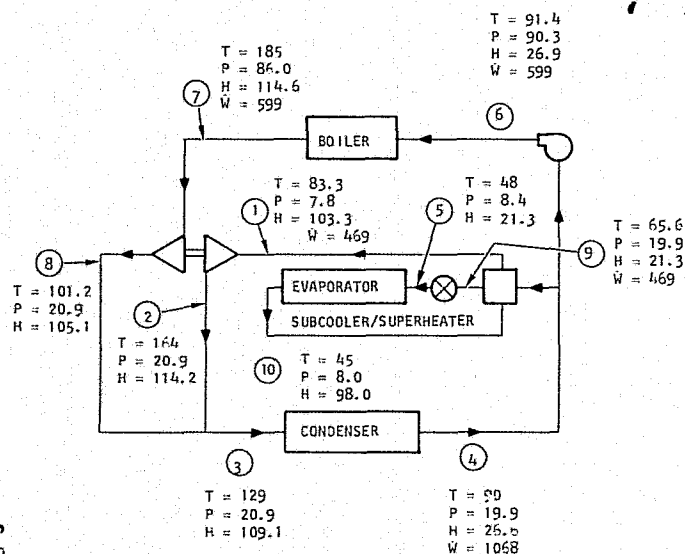 T = 91.4
P = 90.3
H = 26.9
Ẇ = 599
T = 185
P = 86.0
H = 114.6
Ẇ = 599
7
6
BOILER
T = 83.3
P = 7.8
H = 103.3
Ẇ = 469
T = 48
P = 8.4
H = 21.3
1
5
T = 65.6
P = 19.9
H = 21.3
Ẇ = 469
9
8
T = 101.2
P = 20.9
H = 105.1
EVAPORATOR
SUBCOOLER/SUPERHEATER
2
T = 164
P = 20.9
H = 114.2
10
T = 45
P = 8.0
H = 98.0
CONDENSER
3
4
T = 129
P = 20.9
H = 109.1
T = 90
P = 19.9
H = 26.6
Ẇ = 1068